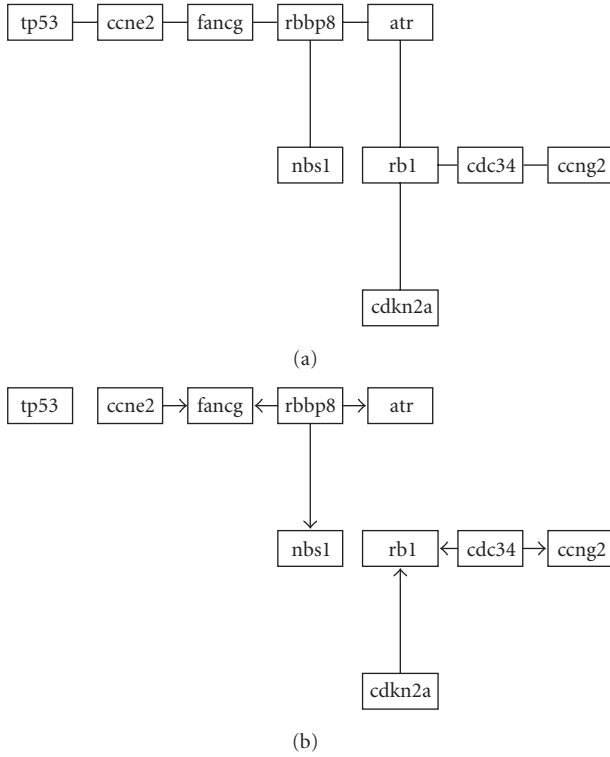 tp53 ccne2 fancg rbbp8 atr
nbs1 rb1 cdc34 ccng2
cdkn2a
(a)
tp53 ccne2 fancg rbbp8 atr
nbs1 rb1 cdc34 ccng2
cdkn2a
(b)